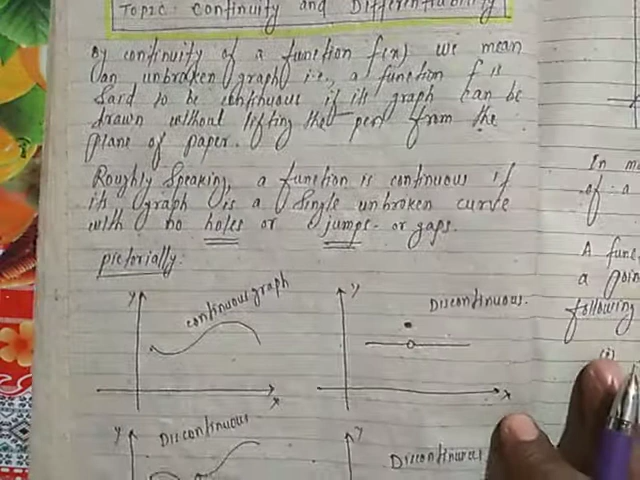 Topic: Continuity and Differentiability
By continuity of a function f(x) we mean
an unbroken graph i.e., a function f is
Said to be continuous if its graph can be
drawn without lefting the pen from the
plane of paper.
Roughly Speaking, a function is continuous if
its graph is a Single unbroken curve
with no holes or jumps or gaps.
pictorially:
Y
continuous graph
X
Y
Discontinuous.
X
Y
Discontinuous
Y
Discontinuous
In m
of a
A func
a poin
following
(i)